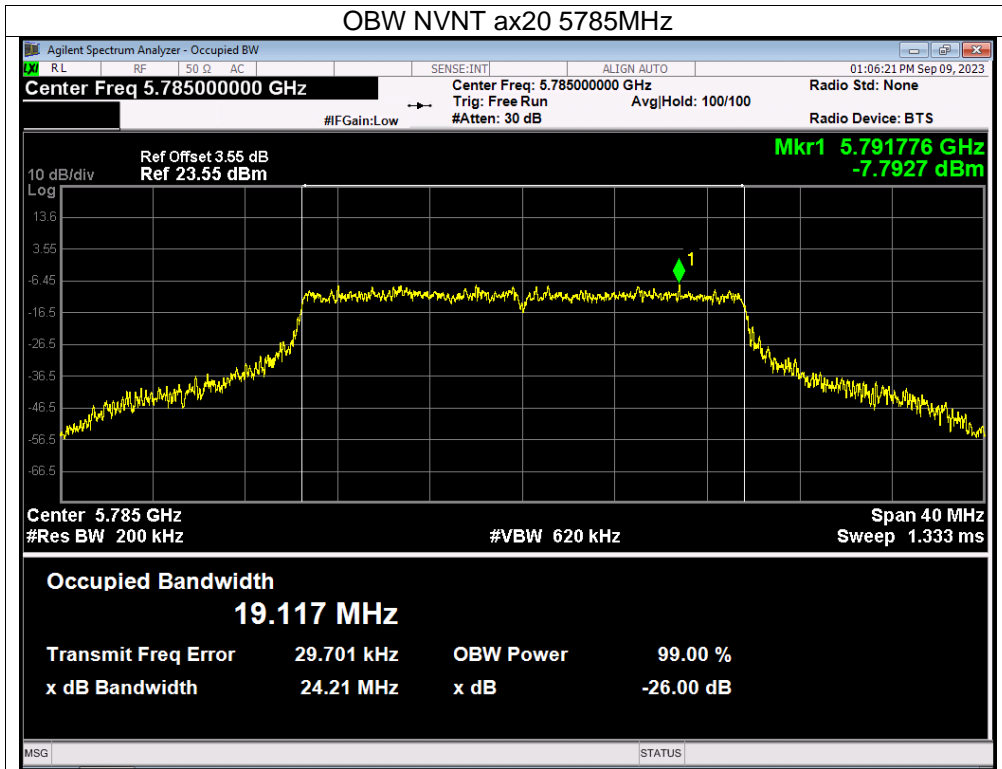 OBW NVNT ax20 5785MHz
Agilent Spectrum Analyzer - Occupied BW
LXI RL RF 50 Ω AC SENSE:INT ALIGN AUTO 01:06:21 PM Sep 09, 2023
Center Freq 5.785000000 GHz Center Freq: 5.785000000 GHz Radio Std: None
Trig: Free Run Avg|Hold: 100/100
#IFGain:Low #Atten: 30 dB Radio Device: BTS
Mkr1 5.791776 GHz
-7.7927 dBm
Ref Offset 3.55 dB
10 dB/div Ref 23.55 dBm
Log
13.6
3.55
1
-6.45
-16.5
-26.5
-36.5
-46.5
-56.5
-66.5
Center 5.785 GHz Span 40 MHz
#Res BW 200 kHz #VBW 620 kHz Sweep 1.333 ms
Occupied Bandwidth
19.117 MHz
Transmit Freq Error 29.701 kHz OBW Power 99.00 %
x dB Bandwidth 24.21 MHz x dB -26.00 dB
MSG STATUS